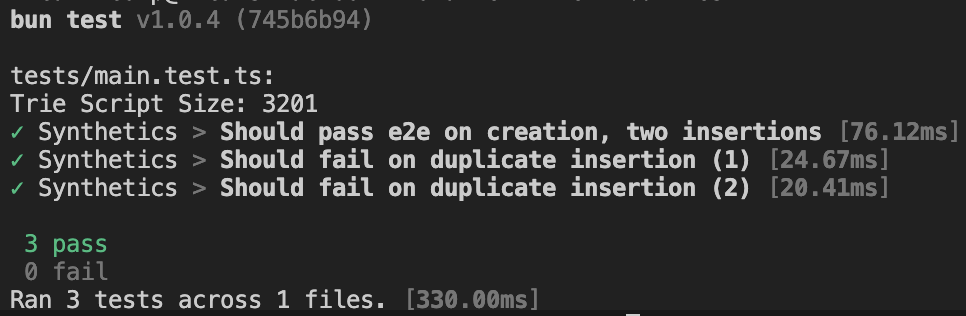 bun test v1.0.4 (745b6b94)
tests/main.test.ts:
Trie Script Size: 3201
✓ Synthetics > Should pass e2e on creation, two insertions [76.12ms]
✓ Synthetics > Should fail on duplicate insertion (1) [24.67ms]
✓ Synthetics > Should fail on duplicate insertion (2) [20.41ms]
3 pass
0 fail
Ran 3 tests across 1 files. [330.00ms]